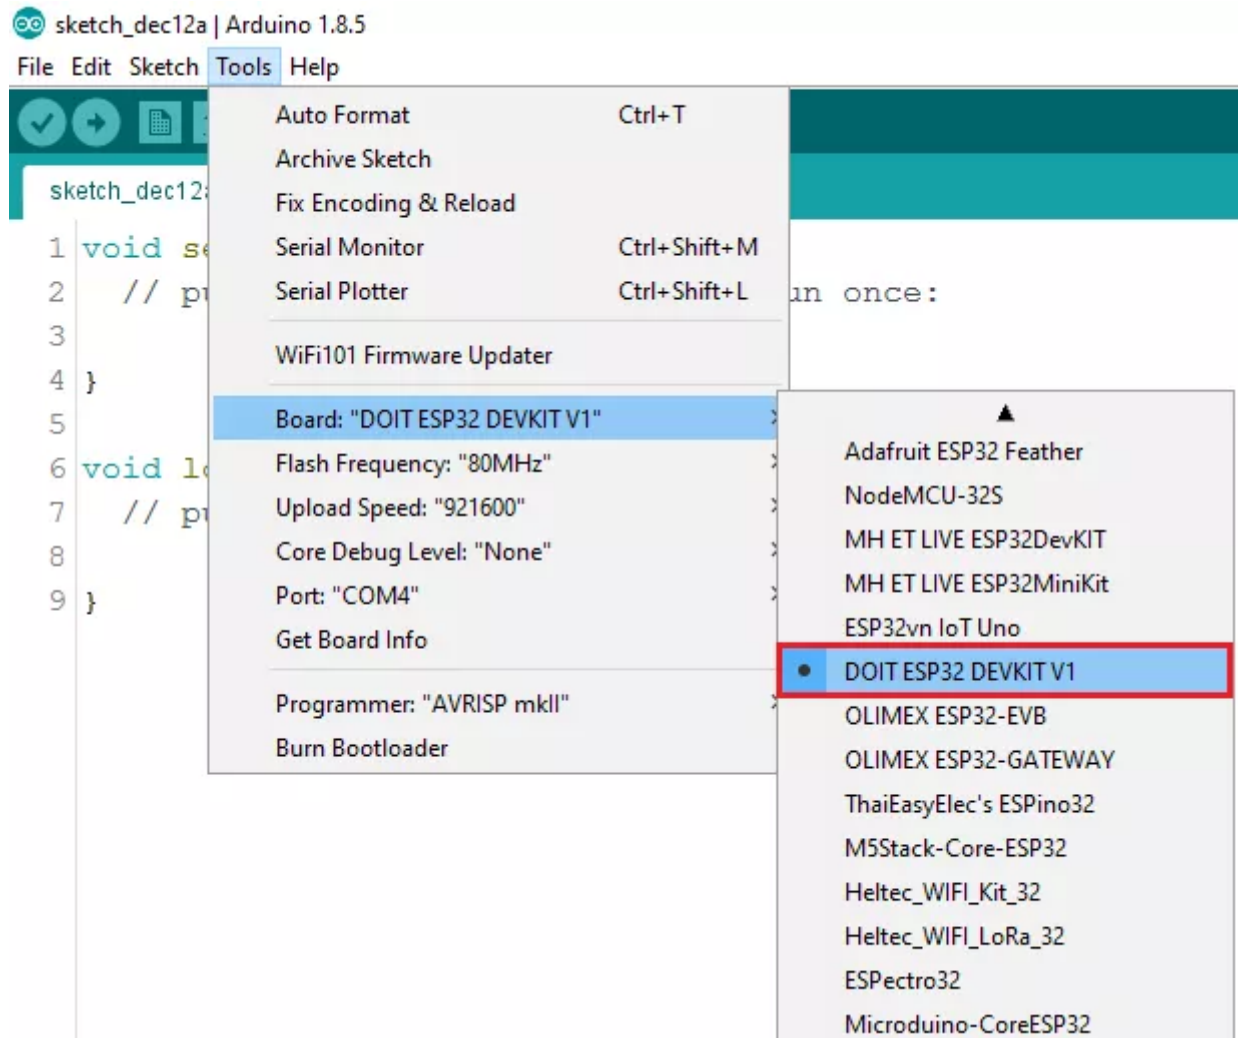 sketch_dec12a | Arduino 1.8.5
File Edit Sketch Tools Help
sketch_dec12
Auto Format Ctrl+T
Archive Sketch
Fix Encoding & Reload
Serial Monitor Ctrl+Shift+M
Serial Plotter Ctrl+Shift+L
WiFi101 Firmware Updater
Board: "DOIT ESP32 DEVKIT V1"
Flash Frequency: "80MHz"
Upload Speed: "921600"
Core Debug Level: "None"
Port: "COM4"
Get Board Info
Programmer: "AVRISP mkII"
Burn Bootloader
1 void se
2 // pu un once:
3
4 }
5
6 void lo
7 // pu
8
9 }
Adafruit ESP32 Feather
NodeMCU-32S
MH ET LIVE ESP32DevKIT
MH ET LIVE ESP32MiniKit
ESP32vn IoT Uno
DOIT ESP32 DEVKIT V1
OLIMEX ESP32-EVB
OLIMEX ESP32-GATEWAY
ThaiEasyElec's ESPino32
M5Stack-Core-ESP32
Heltec_WIFI_Kit_32
Heltec_WIFI_LoRa_32
ESPectro32
Microduino-CoreESP32